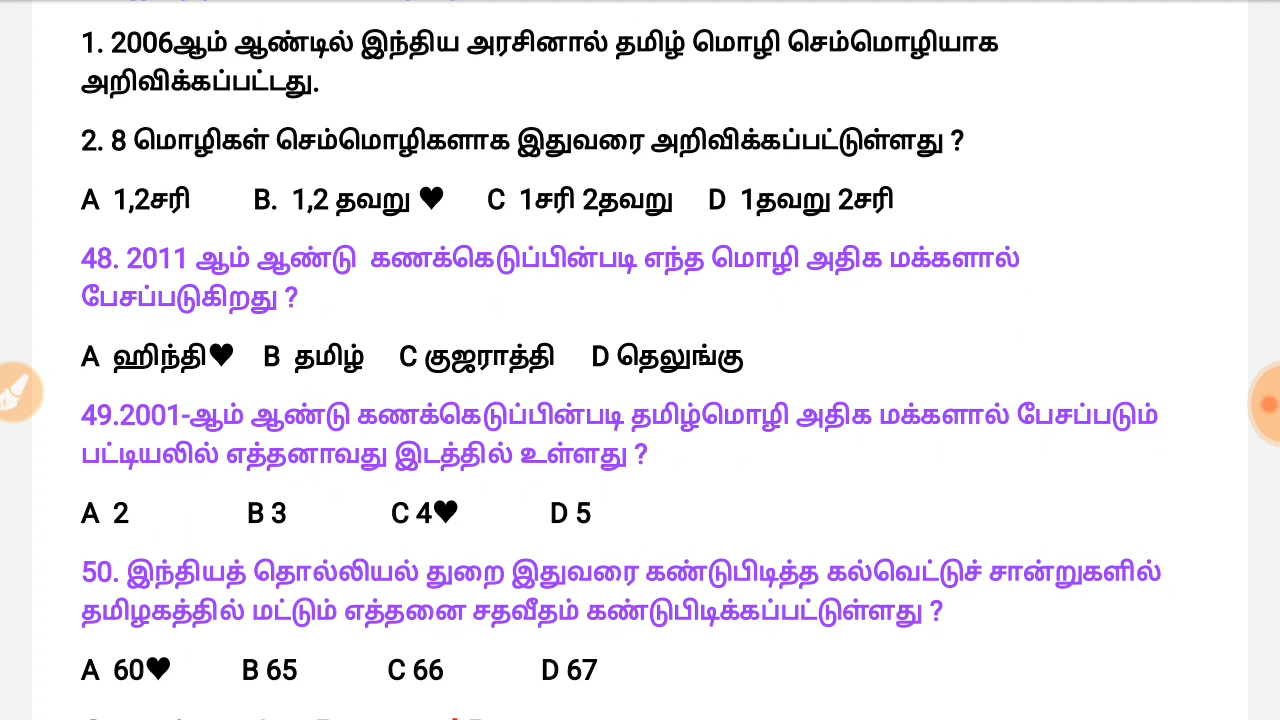 1. 2006ஆம் ஆண்டில் இந்திய அரசினால் தமிழ் மொழி செம்மொழியாக
அறிவிக்கப்பட்டது.
2. 8 மொழிகள் செம்மொழிகளாக இதுவரை அறிவிக்கப்பட்டுள்ளது ?
A 1,2சரி B. 1,2 தவறு ♥ C 1சரி 2தவறு D 1தவறு 2சரி
48. 2011 ஆம் ஆண்டு கணக்கெடுப்பின்படி எந்த மொழி அதிக மக்களால்
பேசப்படுகிறது ?
A ஹிந்தி♥ B தமிழ் C குஜராத்தி D தெலுங்கு
49.2001-ஆம் ஆண்டு கணக்கெடுப்பின்படி தமிழ்மொழி அதிக மக்களால் பேசப்படும்
பட்டியலில் எத்தனாவது இடத்தில் உள்ளது ?
A 2 B 3 C 4♥ D 5
50. இந்தியத் தொல்லியல் துறை இதுவரை கண்டுபிடித்த கல்வெட்டுச் சான்றுகளில்
தமிழகத்தில் மட்டும் எத்தனை சதவீதம் கண்டுபிடிக்கப்பட்டுள்ளது ?
A 60♥ B 65 C 66 D 67